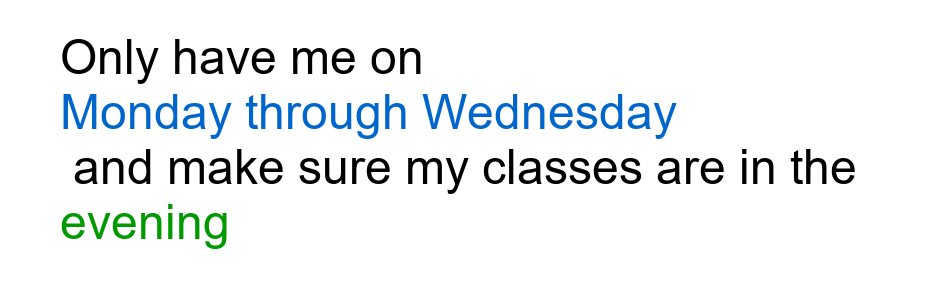 Only have me on
Monday through Wednesday
and make sure my classes are in the
evening